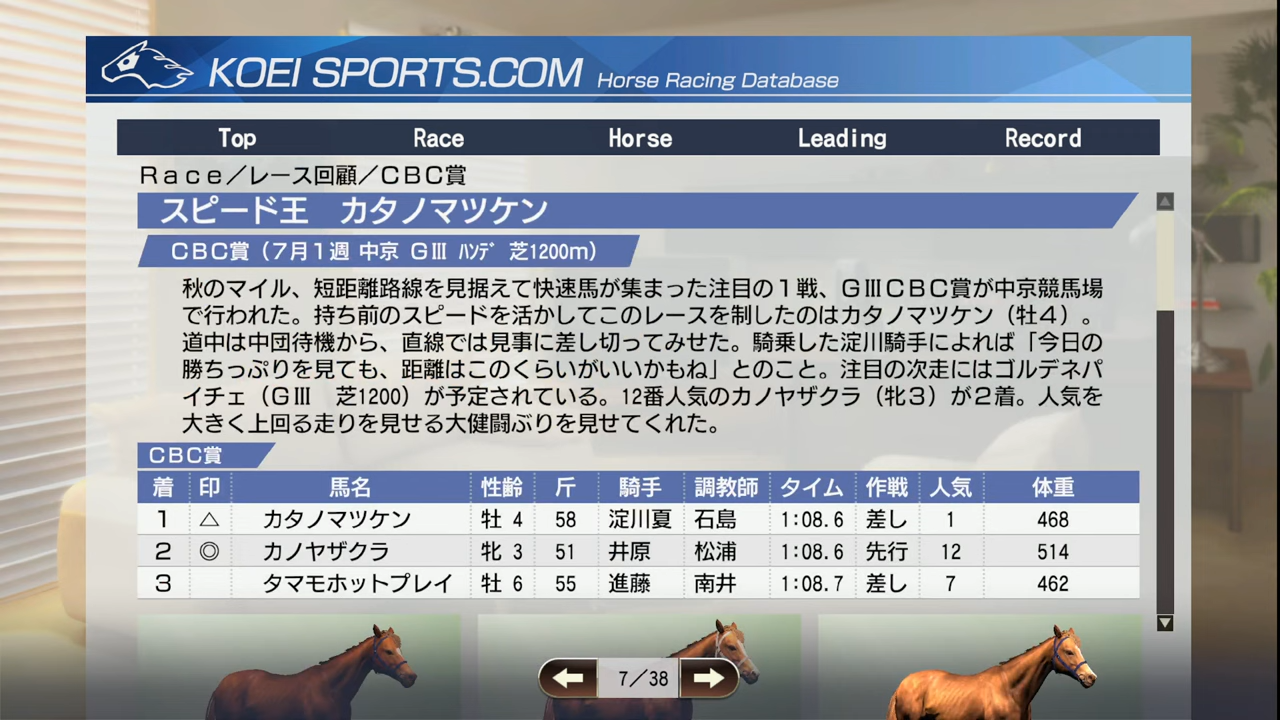 KOEI SPORTS.COM Horse Racing Database
Top Race Horse Leading Record
Race／レース回顧／CBC賞
スピード王　カタノマツケン
CBC賞（7月1週 中京 GⅢ ﾊﾝﾃﾞ 芝1200m）
秋のマイル、短距離路線を見据えて快速馬が集まった注目の１戦、GⅢCBC賞が中京競馬場
で行われた。持ち前のスピードを活かしてこのレースを制したのはカタノマツケン（牡４）。
道中は中団待機から、直線では見事に差し切ってみせた。騎乗した淀川騎手によれば「今日の
勝ちっぷりを見ても、距離はこのくらいがいいかもね」とのこと。注目の次走にはゴルデネパ
イチェ（GⅢ　芝1200）が予定されている。12番人気のカノヤザクラ（牝３）が２着。人気を
大きく上回る走りを見せる大健闘ぶりを見せてくれた。
CBC賞
着 印 馬名 性齢 斤 騎手 調教師 タイム 作戦 人気 体重
1 △ カタノマツケン 牡 4 58 淀川夏 石島 1:08.6 差し 1 468
2 ◎ カノヤザクラ 牝 3 51 井原 松浦 1:08.6 先行 12 514
3 タマモホットプレイ 牡 6 55 進藤 南井 1:08.7 差し 7 462
7／38